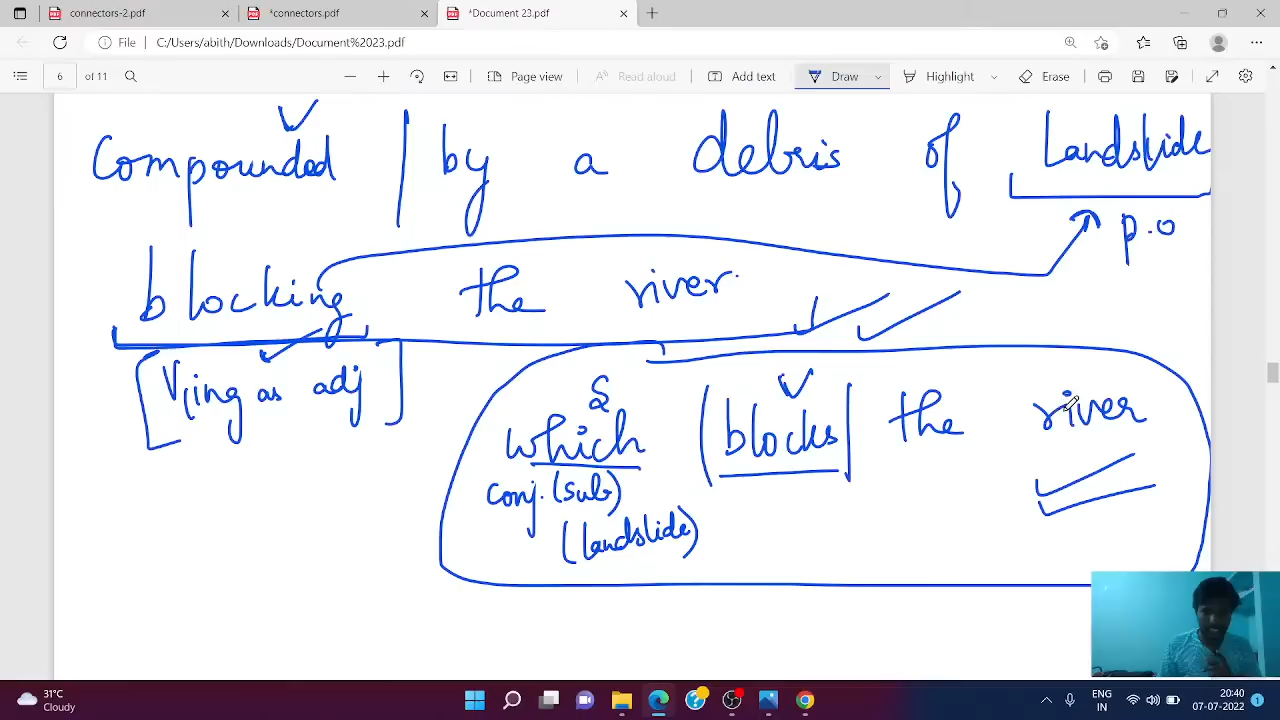 connectors-2.pdf
*connectors.pdf
*Document 23.pdf
File C:/Users/abith/Downloads/Document%2023.pdf
6 of 11 Page view Read aloud Add text Draw Highlight Erase
Compounded by a debris of Landslide
p.o
blocking the river.
[V1ing as adj]
S
which blocks the river
conj.(sub)
(landslide)
31°C
Cloudy
ENG
IN
20:40
07-07-2022
1